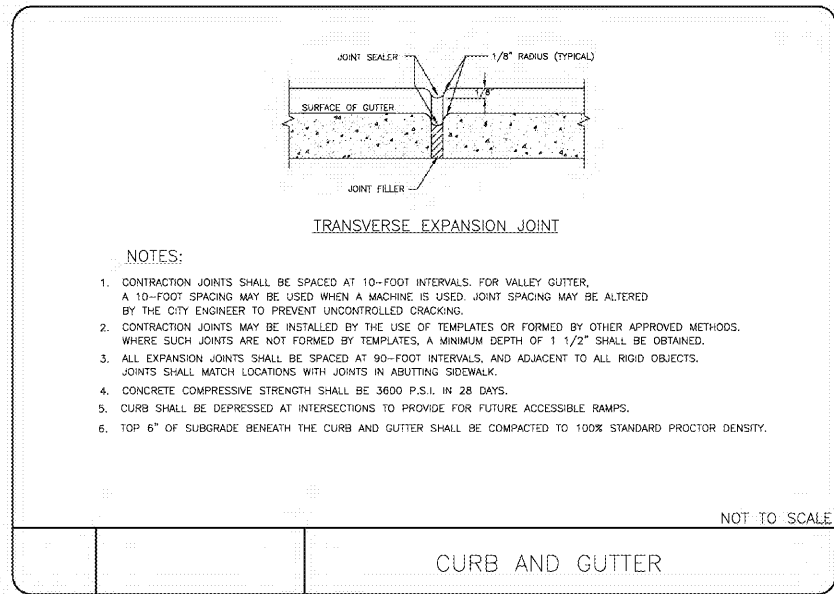 JOINT SEALER
1/8" RADIUS (TYPICAL)
1/8"
SURFACE OF GUTTER
JOINT FILLER
TRANSVERSE EXPANSION JOINT
NOTES:
1. CONTRACTION JOINTS SHALL BE SPACED AT 10-FOOT INTERVALS. FOR VALLEY GUTTER,
A 10-FOOT SPACING MAY BE USED WHEN A MACHINE IS USED. JOINT SPACING MAY BE ALTERED
BY THE CITY ENGINEER TO PREVENT UNCONTROLLED CRACKING.
2. CONTRACTION JOINTS MAY BE INSTALLED BY THE USE OF TEMPLATES OR FORMED BY OTHER APPROVED METHODS.
WHERE SUCH JOINTS ARE NOT FORMED BY TEMPLATES, A MINIMUM DEPTH OF 1 1/2" SHALL BE OBTAINED.
3. ALL EXPANSION JOINTS SHALL BE SPACED AT 90-FOOT INTERVALS, AND ADJACENT TO ALL RIGID OBJECTS.
JOINTS SHALL MATCH LOCATIONS WITH JOINTS IN ABUTTING SIDEWALK.
4. CONCRETE COMPRESSIVE STRENGTH SHALL BE 3600 P.S.I. IN 28 DAYS.
5. CURB SHALL BE DEPRESSED AT INTERSECTIONS TO PROVIDE FOR FUTURE ACCESSIBLE RAMPS.
6. TOP 6" OF SUBGRADE BENEATH THE CURB AND GUTTER SHALL BE COMPACTED TO 100% STANDARD PROCTOR DENSITY.
NOT TO SCALE
CURB AND GUTTER